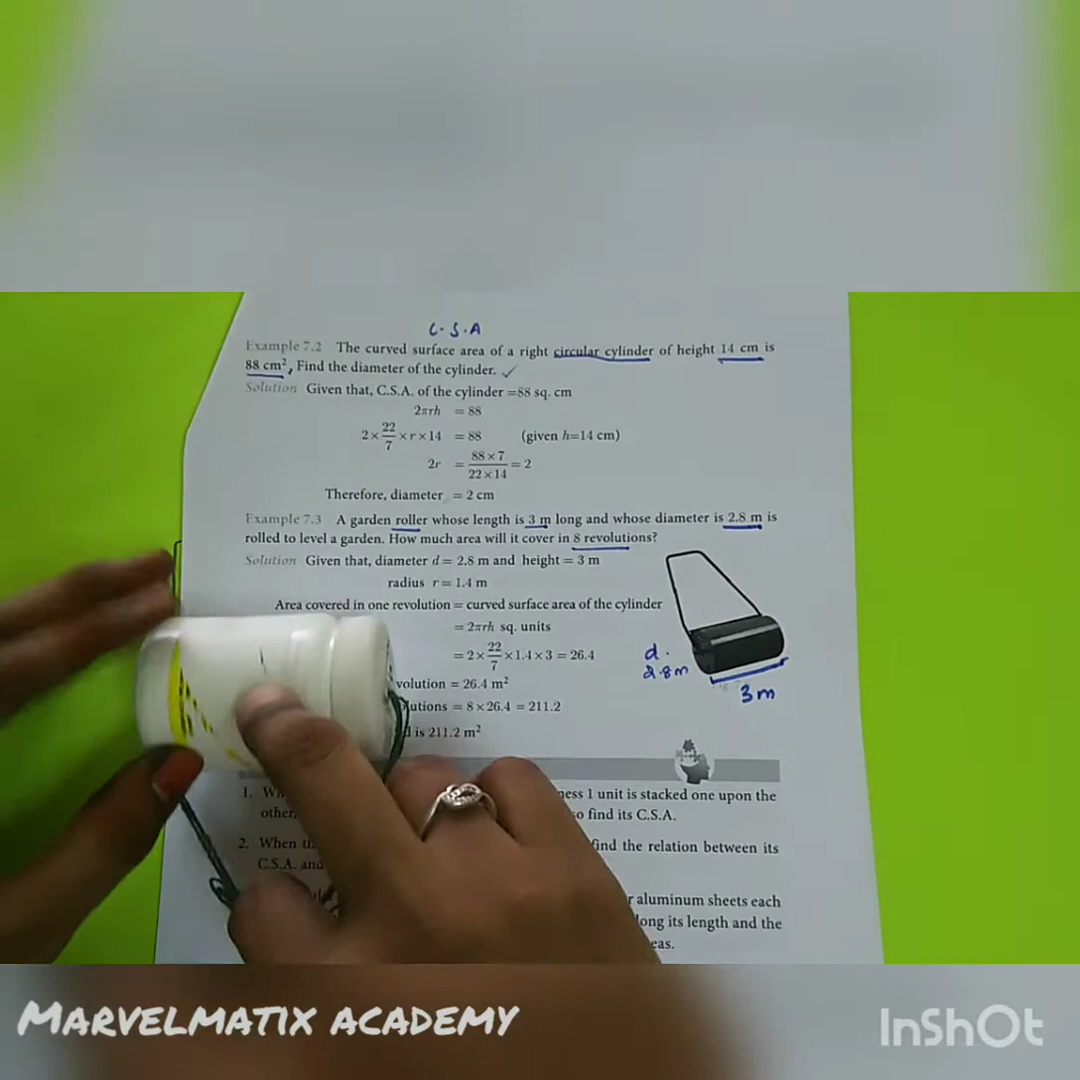 C.S.A
Example 7.2 The curved surface area of a right circular cylinder of height 14 cm is
88 cm², Find the diameter of the cylinder. ✓
Solution Given that, C.S.A. of the cylinder =88 sq. cm
2πrh = 88
2 × 22/7 × r × 14 = 88 (given h=14 cm)
2r = 88 × 7 / 22 × 14 = 2
Therefore, diameter = 2 cm
Example 7.3 A garden roller whose length is 3 m long and whose diameter is 2.8 m is
rolled to level a garden. How much area will it cover in 8 revolutions?
Solution Given that, diameter d = 2.8 m and height = 3 m
radius r = 1.4 m
Area covered in one revolution = curved surface area of the cylinder
= 2πrh sq. units
= 2 × 22/7 × 1.4 × 3 = 26.4
d.
2.8m
3m
volution = 26.4 m²
utions = 8 × 26.4 = 211.2
is 211.2 m²
1. ness 1 unit is stacked one upon the
other, o find its C.S.A.
2. When find the relation between its
C.S.A. and
r aluminum sheets each
long its length and the
eas.
MARVELMATIX ACADEMY
InShOt